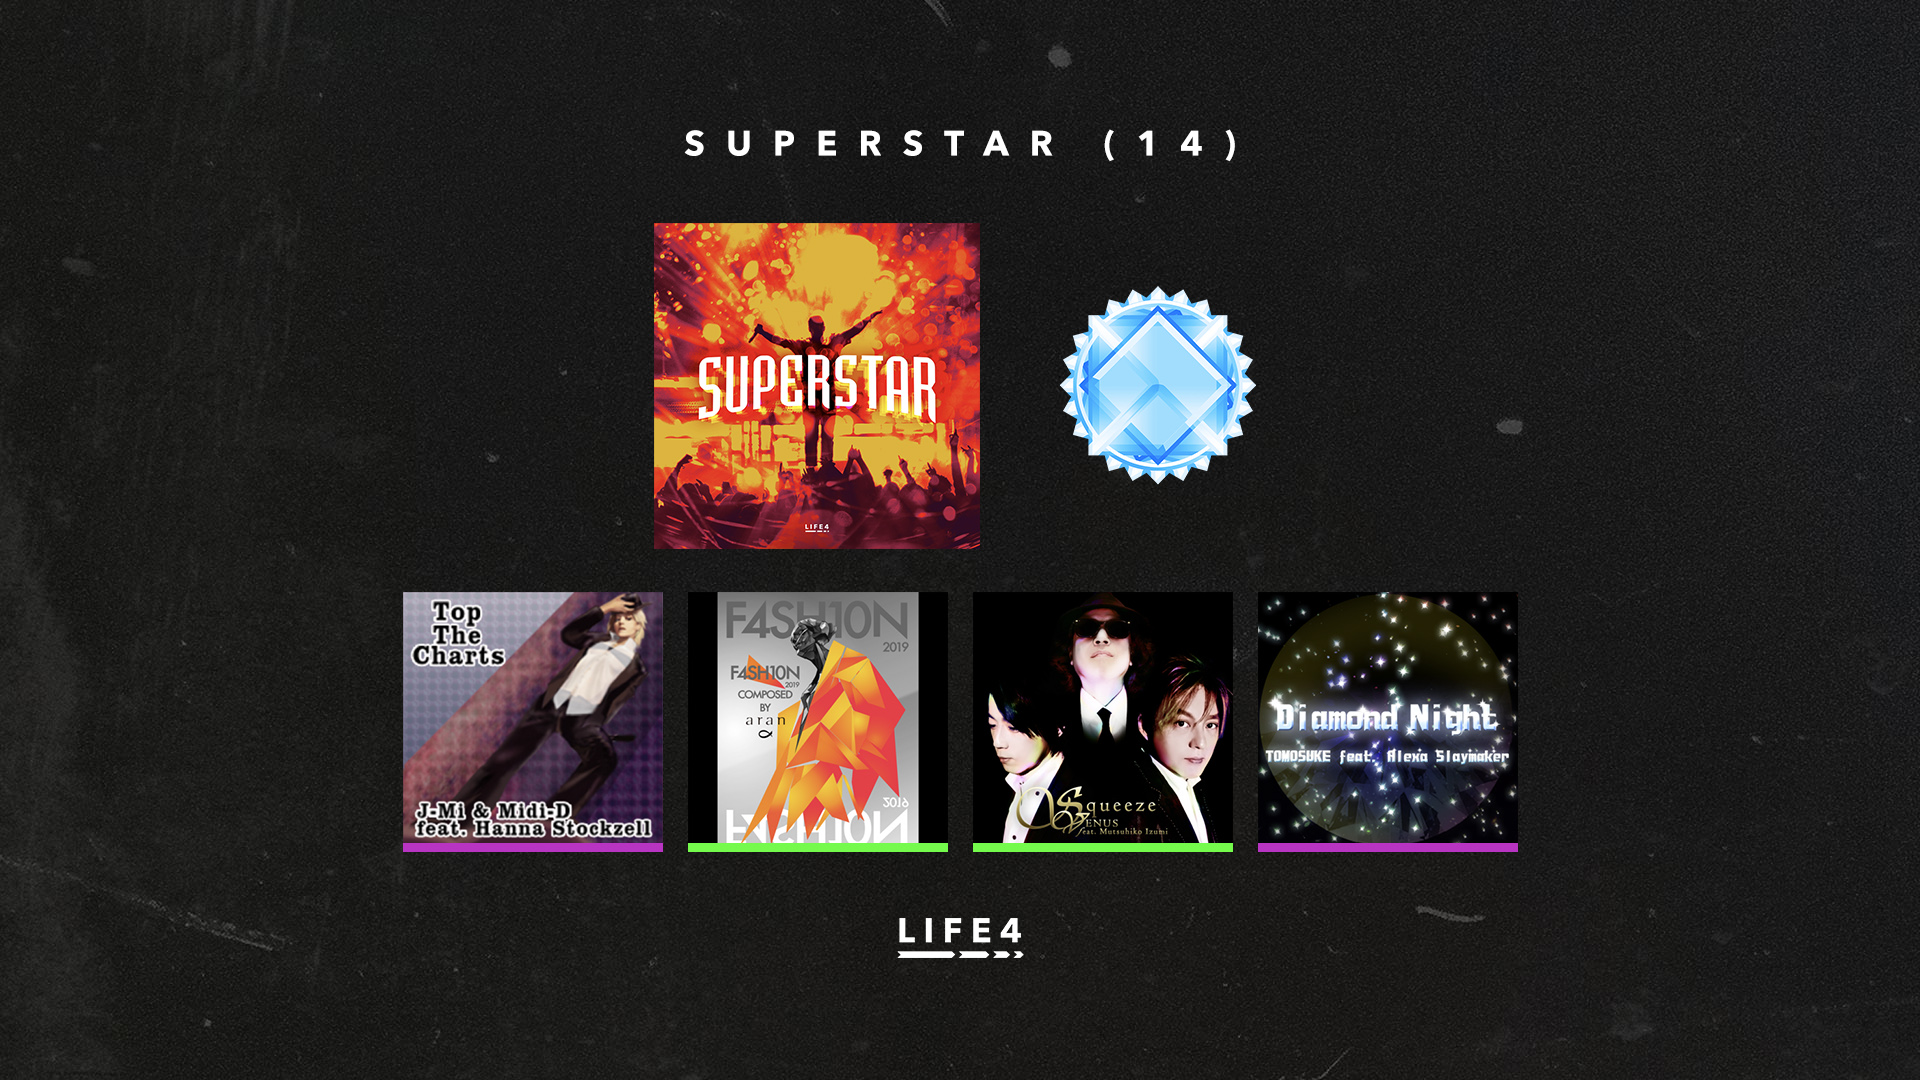 SUPERSTAR (14)
SUPERSTAR
LIFE4
Top
The
Charts
J-Mi & Midi-D
feat. Hanna Stockzell
F4SH10N
2019
F4SH10N
2019
COMPOSED
BY
aran
2019
F4SH10N
Squeeze
Venus
feat. Mutsuhiko Izumi
Diamond Night
TOMOSUKE feat. Alexa Slaymaker
LIFE4